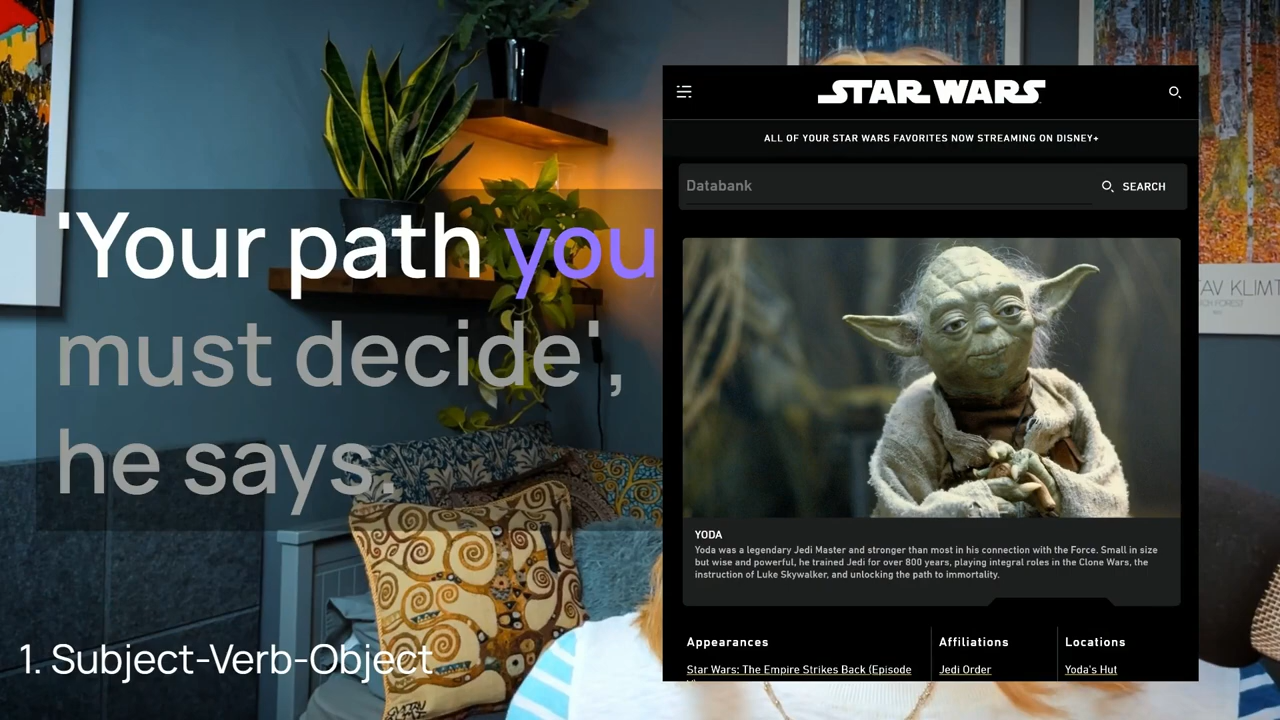 'Your path you
must decide',
he says.
1. Subject-Verb-Object
STAR WARS
ALL OF YOUR STAR WARS FAVORITES NOW STREAMING ON DISNEY+
Databank
SEARCH
YODA
Yoda was a legendary Jedi Master and stronger than most in his connection with the Force. Small in size
but wise and powerful, he trained Jedi for over 800 years, playing integral roles in the Clone Wars, the
instruction of Luke Skywalker, and unlocking the path to immortality.
Appearances
Affiliations
Locations
Star Wars: The Empire Strikes Back (Episode
Jedi Order
Yoda's Hut
AV KLIMT